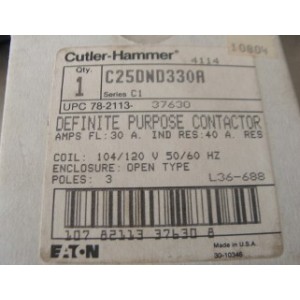 Cutler-Hammer®
4114
10804
Qty.
1 C25DND330A
Series C1
UPC 78-2113- 37630
DEFINITE PURPOSE CONTACTOR
AMPS FL: 30 A. IND RES: 40 A. RES
COIL: 104/120 V 50/60 HZ
ENCLOSURE: OPEN TYPE
POLES: 3 L36-688
107 82113 37630 8
EATON
Made in U.S.A.
30-10346